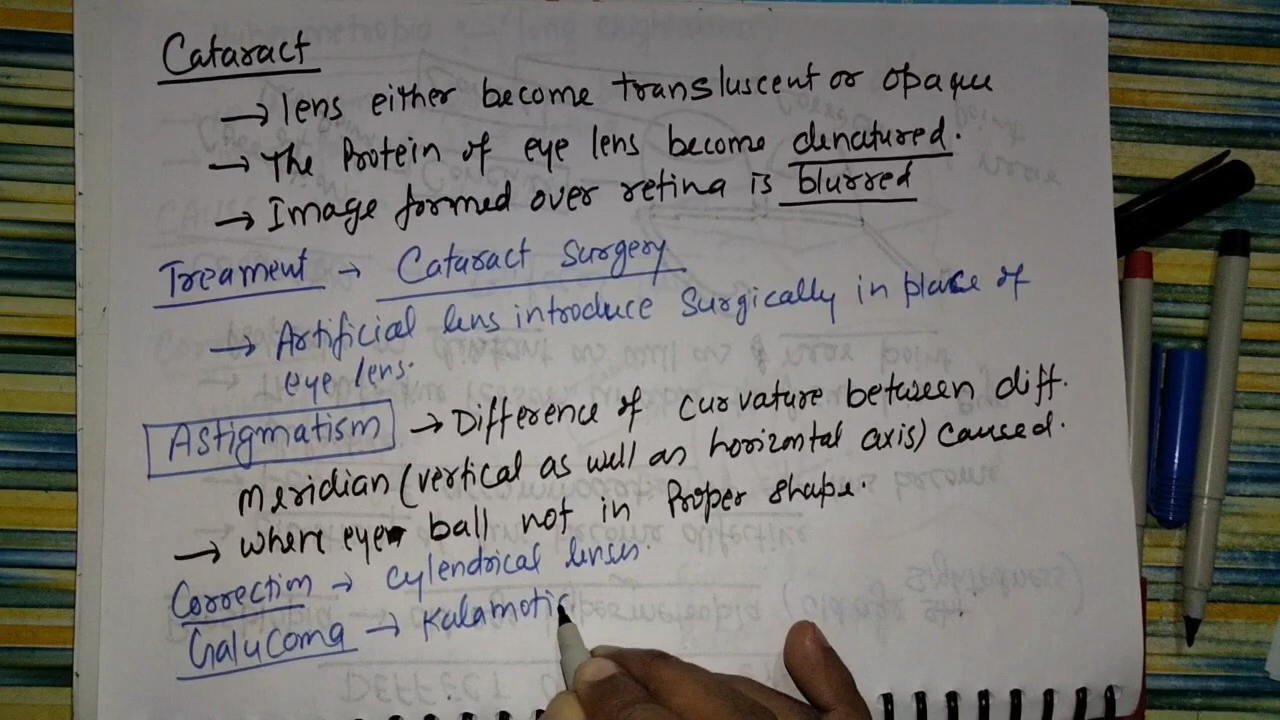 Cataract
→ lens either become transluscent or opaque
→ The Protein of eye lens become denatured.
→ Image formed over retina is blurred
Treament → Cataract Surgery
→ Artificial lens introduce Surgically in place of
eye lens.
Astigmatism → Difference of curvature between diff.
meridian (vertical as well as horizontal axis) caused.
→ where eye ball not in Proper shape.
Correction → Cylendrical lenses.
Galucoma → Kalamoti